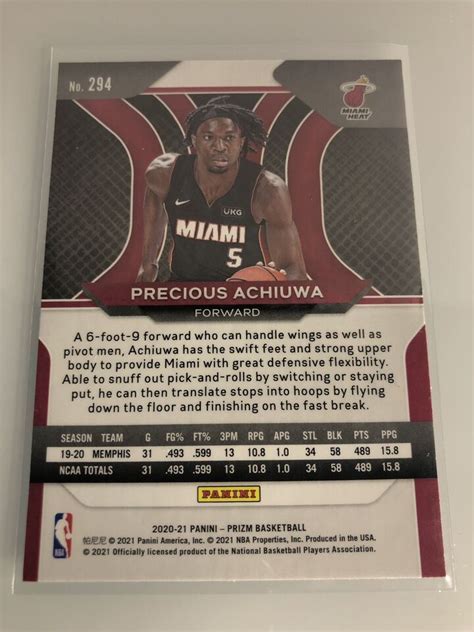 No. 294
MIAMI
HEAT
UKG
MIAMI
5
PRECIOUS ACHIUWA
FORWARD
A 6-foot-9 forward who can handle wings as well as
pivot men, Achiuwa has the swift feet and strong upper
body to provide Miami with great defensive flexibility.
Able to snuff out pick-and-rolls by switching or staying
put, he can then translate stops into hoops by flying
down the floor and finishing on the fast break.
SEASON TEAM G FG% FT% 3PM RPG APG STL BLK PTS PPG
19-20 MEMPHIS 31 .493 .599 13 10.8 1.0 34 58 489 15.8
NCAA TOTALS 31 .493 .599 13 10.8 1.0 34 58 489 15.8
PANINI
2020-21 PANINI – PRIZM BASKETBALL
帕尼尼 © 2021 Panini America, Inc. © 2021 NBA Properties, Inc. Produced in the USA.
© 2021 Officially licensed product of the National Basketball Players Association.
NBA